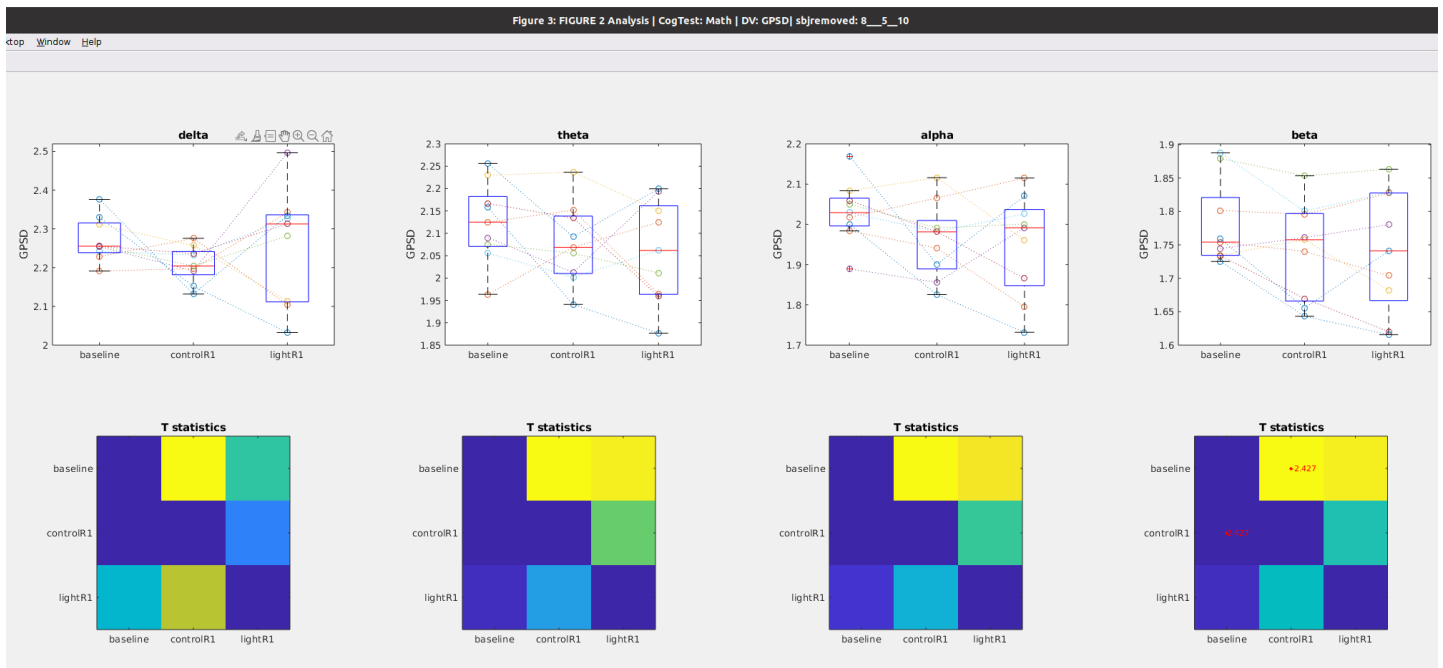 Figure 3: FIGURE 2 Analysis | CogTest: Math | DV: GPSD| sbjremoved: 8___5__10
ktop Window Help
delta
2.5
2.4
2.3
2.2
2.1
2
GPSD
baseline controlR1 lightR1
theta
2.3
2.25
2.2
2.15
2.1
2.05
2
1.95
1.9
1.85
GPSD
baseline controlR1 lightR1
alpha
2.2
2.1
2
1.9
1.8
1.7
GPSD
baseline controlR1 lightR1
beta
1.9
1.85
1.8
1.75
1.7
1.65
1.6
GPSD
baseline controlR1 lightR1
T statistics
baseline
controlR1
lightR1
baseline controlR1 lightR1
T statistics
baseline
controlR1
lightR1
baseline controlR1 lightR1
T statistics
baseline
controlR1
lightR1
baseline controlR1 lightR1
T statistics
baseline
2.427
controlR1
lightR1
baseline controlR1 lightR1